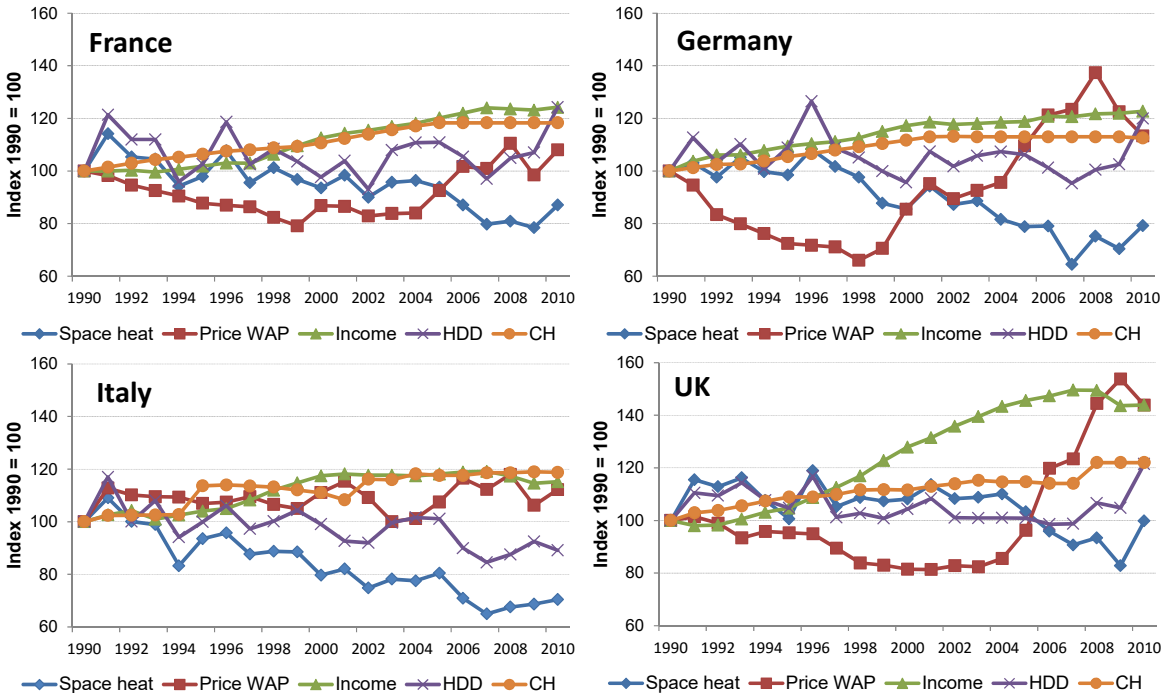 France
Index 1990 = 100
160
140
120
100
80
60
1990 1992 1994 1996 1998 2000 2002 2004 2006 2008 2010
Space heat Price WAP Income HDD CH
Germany
Index 1990 = 100
160
140
120
100
80
60
1990 1992 1994 1996 1998 2000 2002 2004 2006 2008 2010
Space heat Price WAP Income HDD CH
Italy
Index 1990 = 100
160
140
120
100
80
60
1990 1992 1994 1996 1998 2000 2002 2004 2006 2008 2010
Space heat Price WAP Income HDD CH
UK
Index 1990 = 100
160
140
120
100
80
60
1990 1992 1994 1996 1998 2000 2002 2004 2006 2008 2010
Space heat Price WAP Income HDD CH